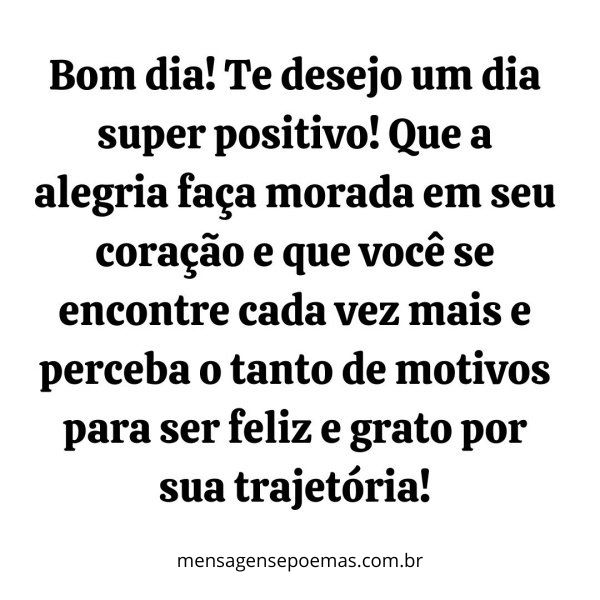 Bom dia! Te desejo um dia
super positivo! Que a
alegria faça morada em seu
coração e que você se
encontre cada vez mais e
perceba o tanto de motivos
para ser feliz e grato por
sua trajetória!
mensagensepoemas.com.br